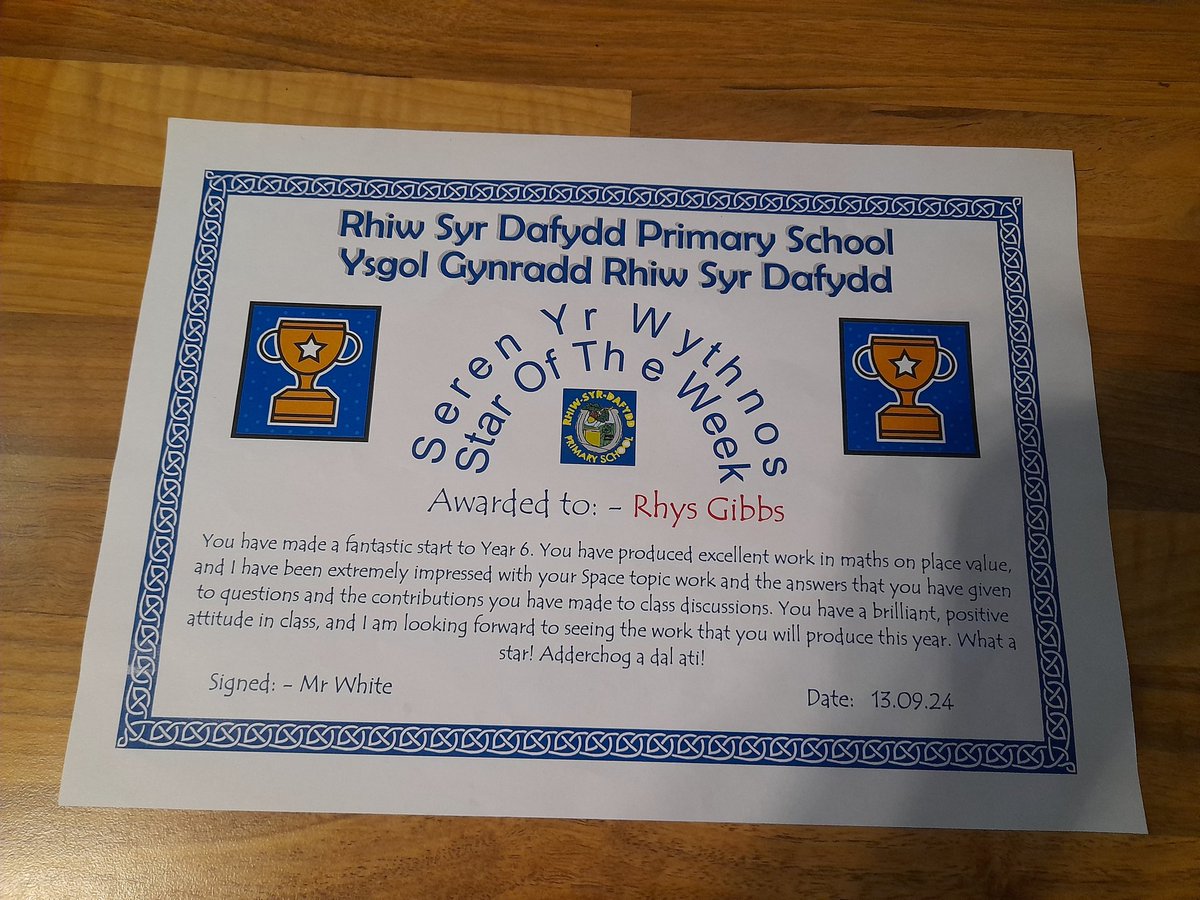 Rhiw Syr Dafydd Primary School
Ysgol Gynradd Rhiw Syr Dafydd
Seren Yr Wythnos
Star Of The Week
RHIW-SYR-DAFYDD
PRIMARY SCHOOL
Awarded to: - Rhys Gibbs
You have made a fantastic start to Year 6. You have produced excellent work in maths on place value,
and I have been extremely impressed with your Space topic work and the answers that you have given
to questions and the contributions you have made to class discussions. You have a brilliant, positive
attitude in class, and I am looking forward to seeing the work that you will produce this year. What a
star! Adderchog a dal ati!
Signed: - Mr White
Date: 13.09.24